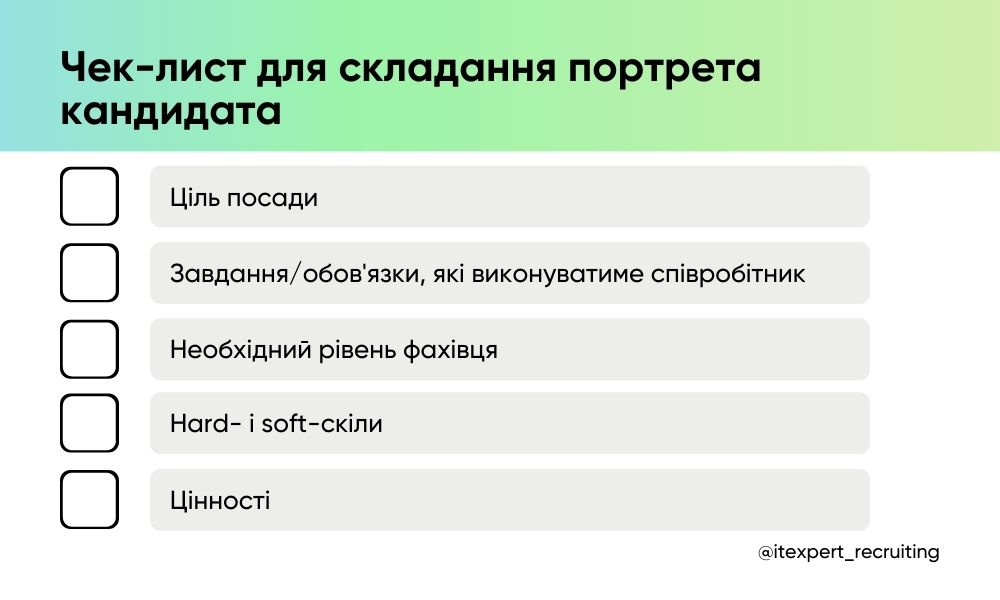 Чек-лист для складання портрета
кандидата
Ціль посади
Завдання/обов'язки, які виконуватиме співробітник
Необхідний рівень фахівця
Hard- і soft-скіли
Цінності
@itexpert_recruiting